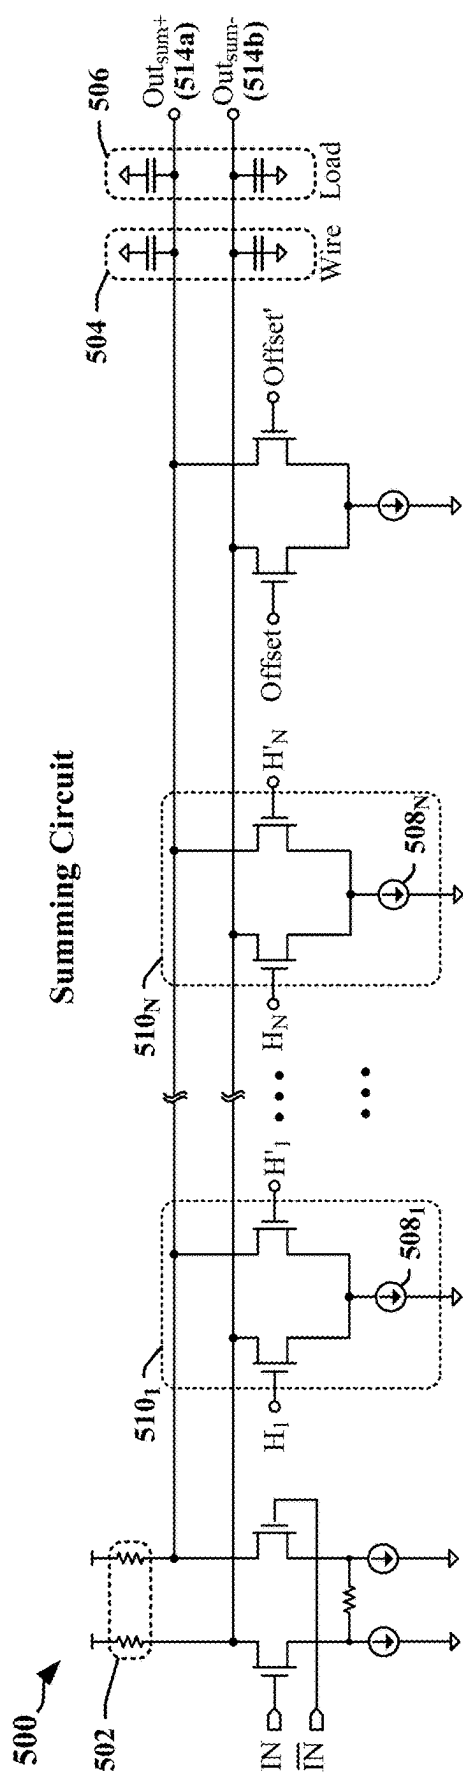 Summing Circuit
500
502
IN
I̅N̅
510₁
H₁
H'₁
508₁
510_N
H_N
H'_N
508_N
Offset
Offset'
504
Wire
506
Load
Out_sum+
(514a)
Out_sum-
(514b)